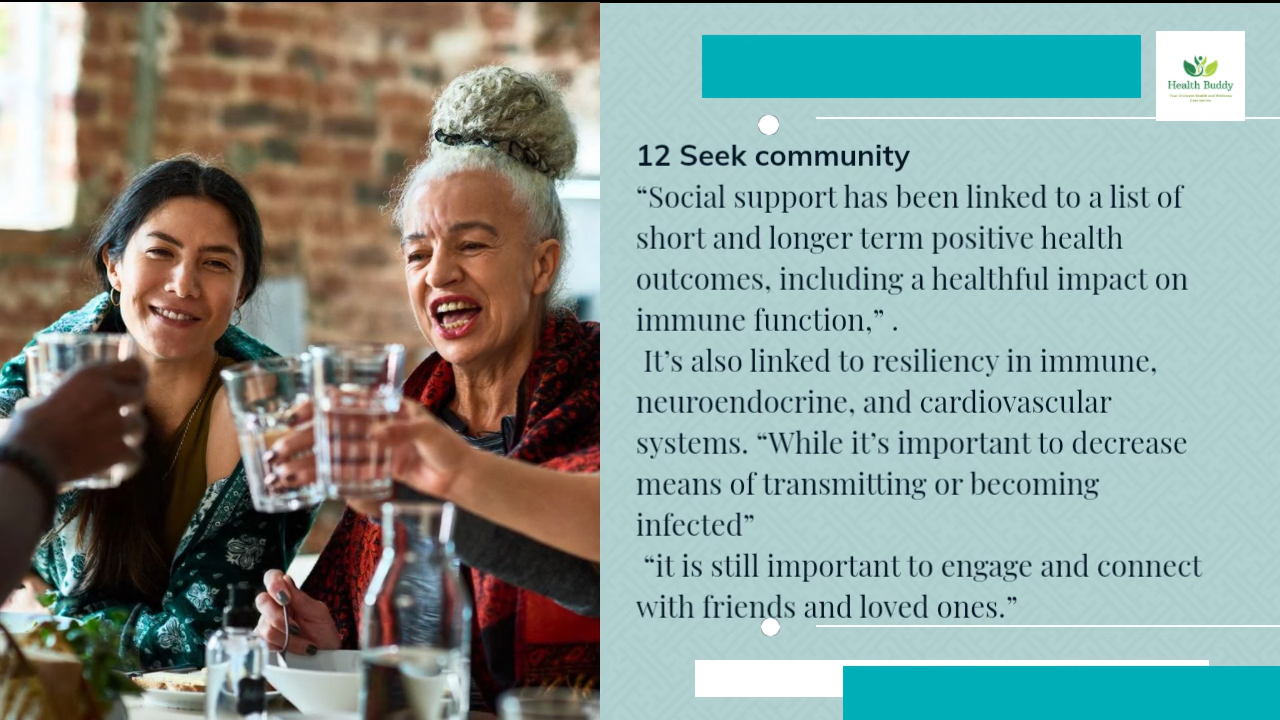 Health Buddy
12 Seek community
“Social support has been linked to a list of
short and longer term positive health
outcomes, including a healthful impact on
immune function,” .
It’s also linked to resiliency in immune,
neuroendocrine, and cardiovascular
systems. “While it’s important to decrease
means of transmitting or becoming
infected”
“it is still important to engage and connect
with friends and loved ones.”